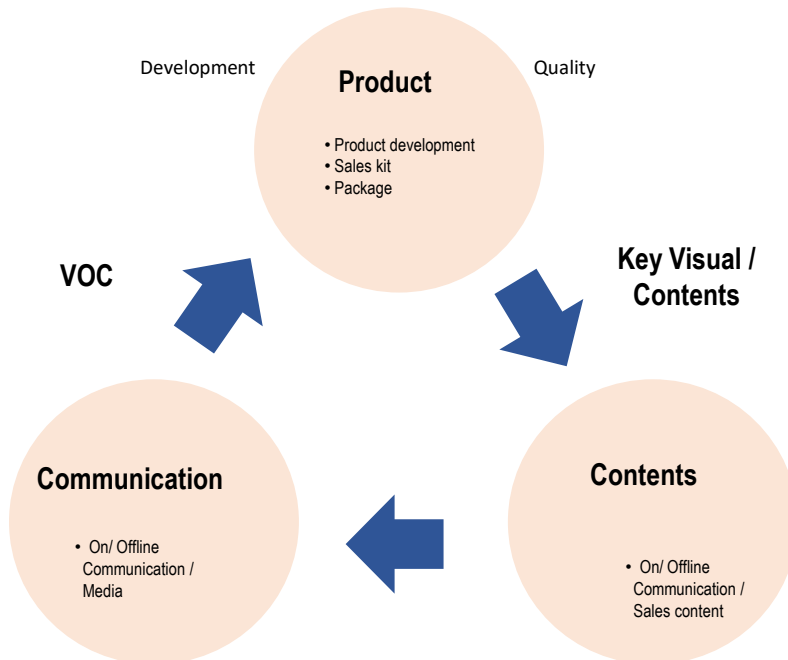 Development
Quality
Product
• Product development
• Sales kit
• Package
VOC
Key Visual /
Contents
Communication
• On/ Offline
Communication /
Media
Contents
• On/ Offline
Communication /
Sales content